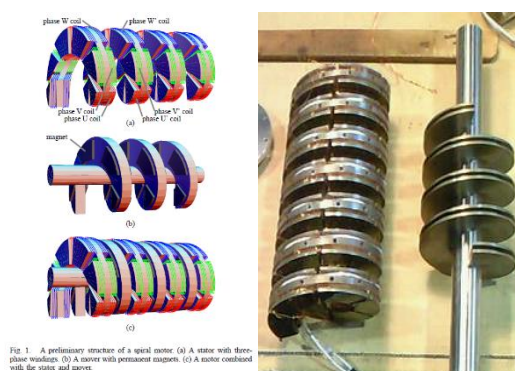 phase W coil
phase W' coil
phase V coil
phase U coil
phase V' coil
phase U' coil
(a)
magnet
(b)
(c)
Fig. 1. A preliminary structure of a spiral motor. (a) A stator with three-
phase windings. (b) A mover with permanent magnets. (c) A motor combined
with the stator and mover.